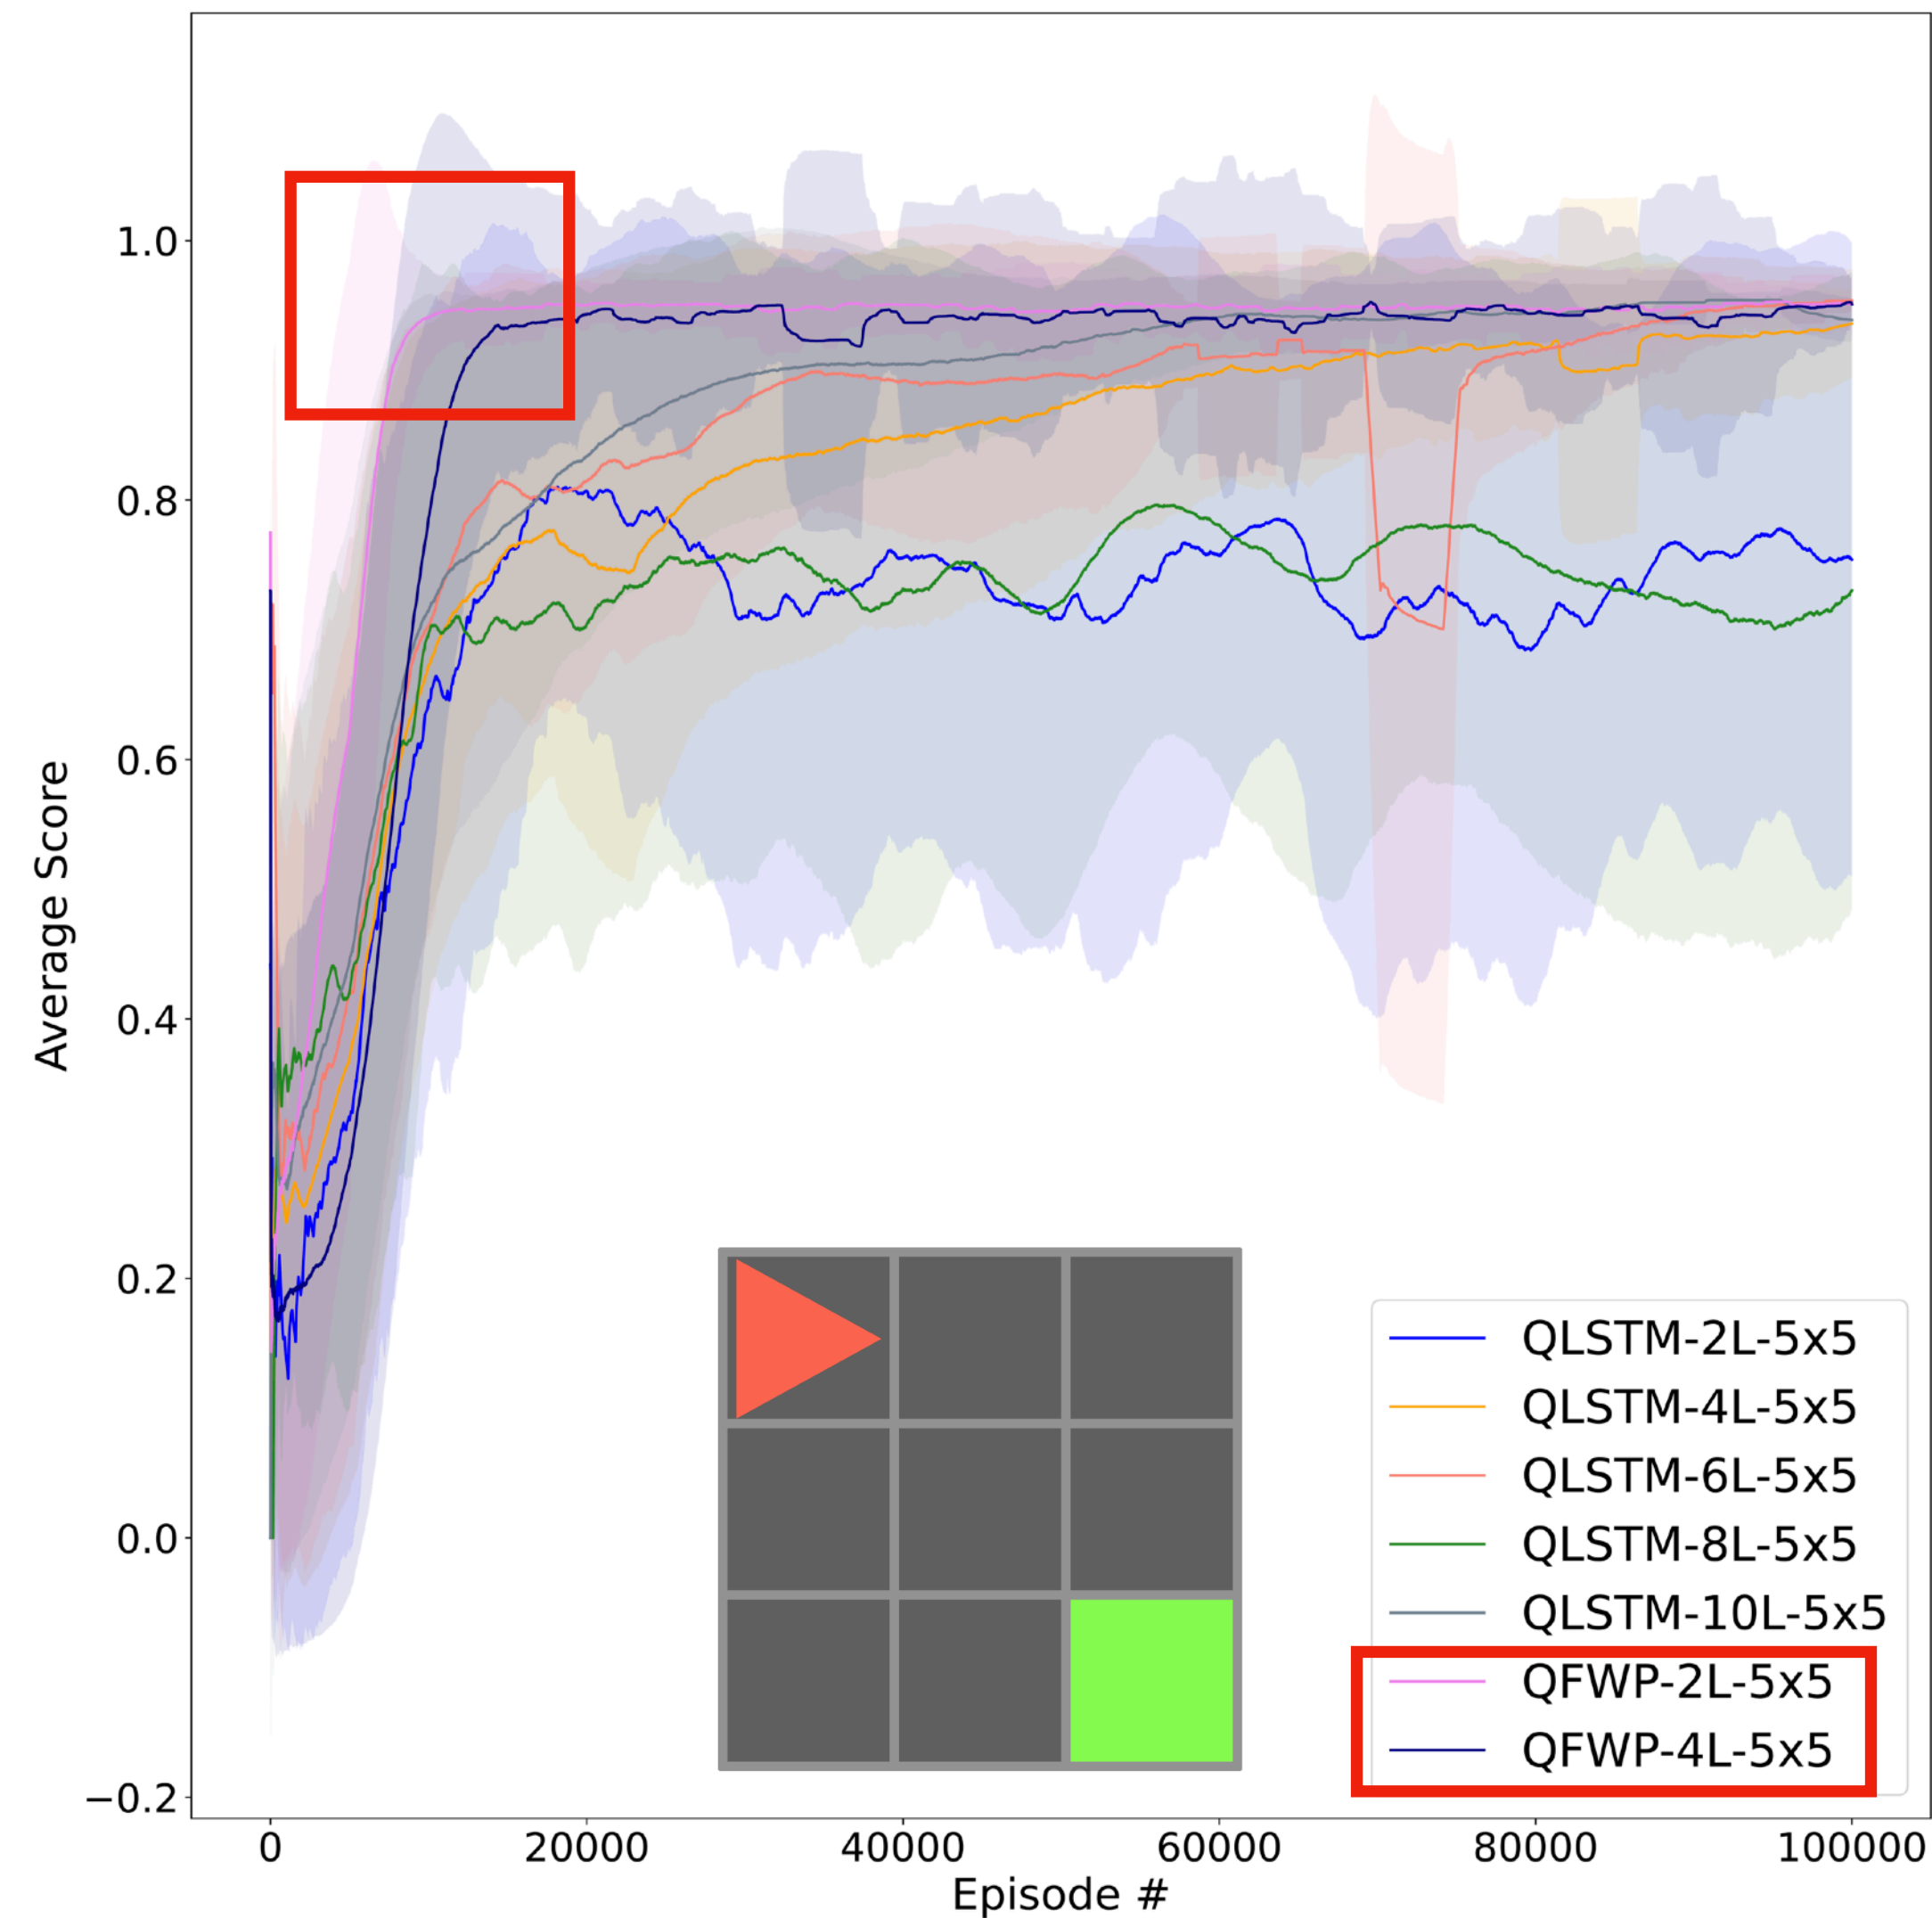 Average Score
1.0
0.8
0.6
0.4
0.2
0.0
−0.2
0 20000 40000 60000 80000 100000
Episode #
QLSTM-2L-5x5
QLSTM-4L-5x5
QLSTM-6L-5x5
QLSTM-8L-5x5
QLSTM-10L-5x5
QFWP-2L-5x5
QFWP-4L-5x5